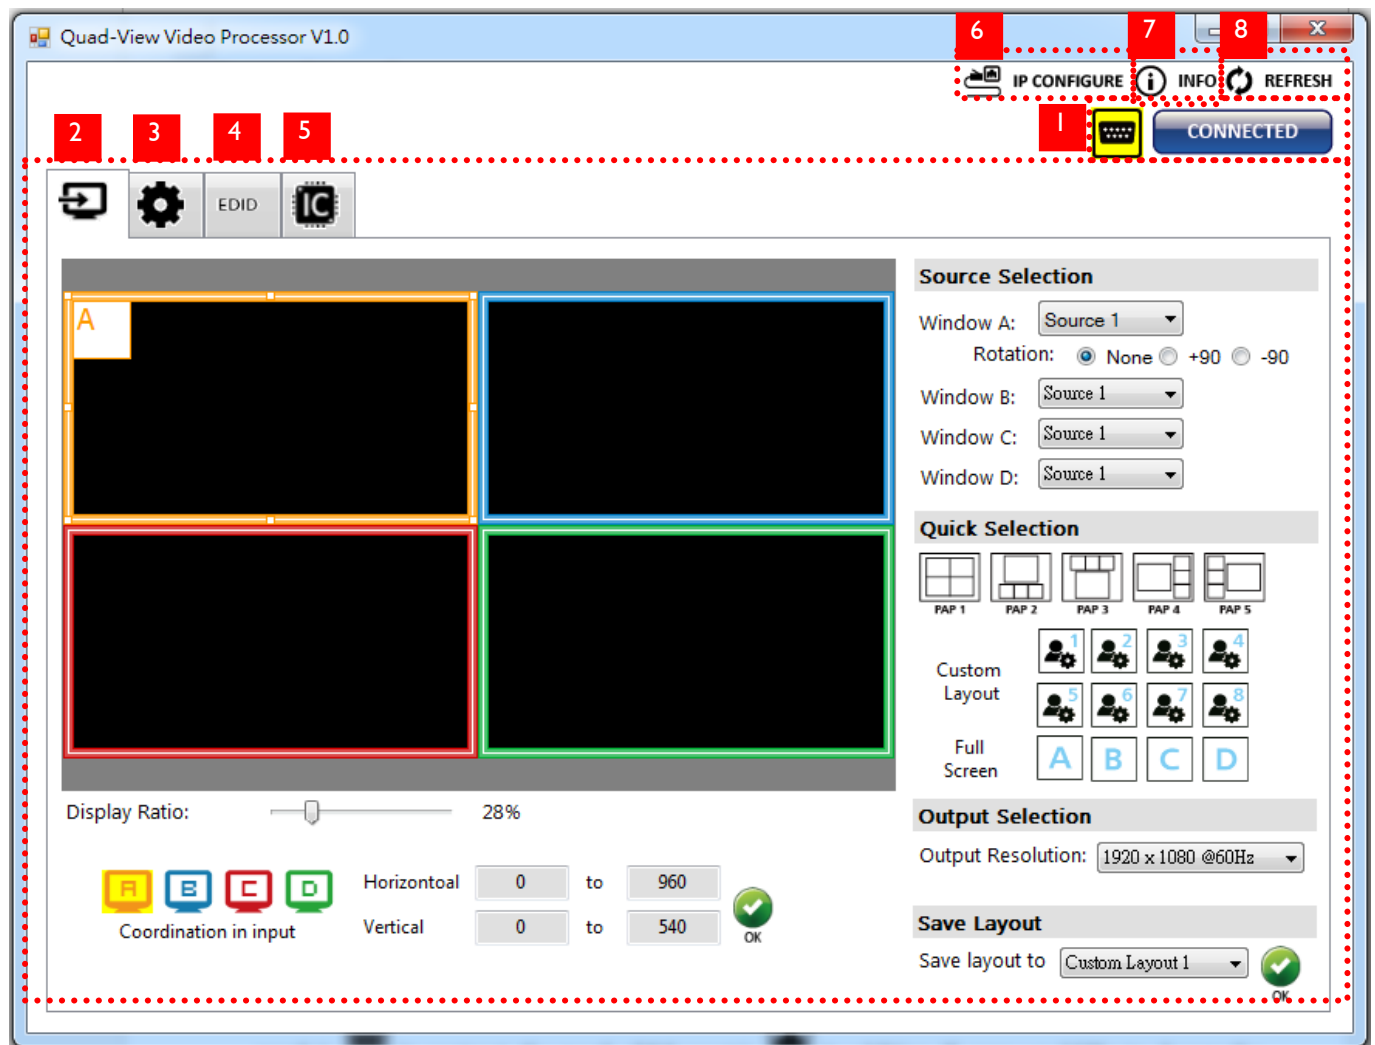 Quad-View Video Processor V1.0
6
7
8
x
IP CONFIGURE
INFO
REFRESH
1
CONNECTED
2
3
4
5
EDID
IC
A
Source Selection
Window A: Source 1
Rotation: None +90 -90
Window B: Source 1
Window C: Source 1
Window D: Source 1
Quick Selection
PAP 1 PAP 2 PAP 3 PAP 4 PAP 5
Custom
Layout
1 2 3 4
5 6 7 8
Full
Screen
A B C D
Display Ratio: 28%
Output Selection
Output Resolution: 1920 x 1080 @60Hz
A B C D
Coordination in input
Horizontoal 0 to 960
Vertical 0 to 540
OK
Save Layout
Save layout to Custom Layout 1
OK